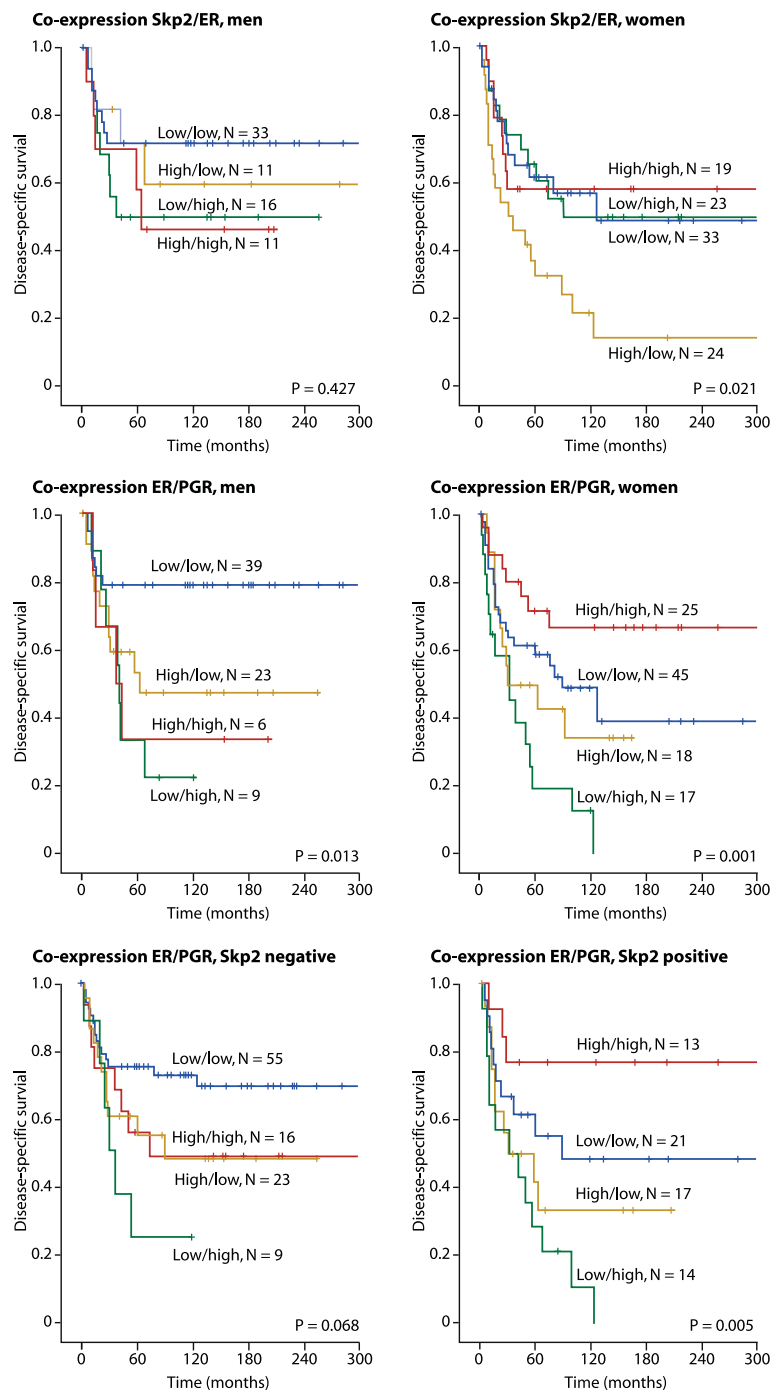 Co-expression Skp2/ER, men
Disease-specific survival
1.0
0.8
0.6
0.4
0.2
0
Low/low, N = 33
High/low, N = 11
Low/high, N = 16
High/high, N = 11
P = 0.427
0 60 120 180 240 300
Time (months)
Co-expression Skp2/ER, women
Disease-specific survival
1.0
0.8
0.6
0.4
0.2
0
High/high, N = 19
Low/high, N = 23
Low/low, N = 33
High/low, N = 24
P = 0.021
0 60 120 180 240 300
Time (months)
Co-expression ER/PGR, men
Disease-specific survival
1.0
0.8
0.6
0.4
0.2
0
Low/low, N = 39
High/low, N = 23
High/high, N = 6
Low/high, N = 9
P = 0.013
0 60 120 180 240 300
Time (months)
Co-expression ER/PGR, women
Disease-specific survival
1.0
0.8
0.6
0.4
0.2
0
High/high, N = 25
Low/low, N = 45
High/low, N = 18
Low/high, N = 17
P = 0.001
0 60 120 180 240 300
Time (months)
Co-expression ER/PGR, Skp2 negative
Disease-specific survival
1.0
0.8
0.6
0.4
0.2
0
Low/low, N = 55
High/high, N = 16
High/low, N = 23
Low/high, N = 9
P = 0.068
0 60 120 180 240 300
Time (months)
Co-expression ER/PGR, Skp2 positive
Disease-specific survival
1.0
0.8
0.6
0.4
0.2
0
High/high, N = 13
Low/low, N = 21
High/low, N = 17
Low/high, N = 14
P = 0.005
0 60 120 180 240 300
Time (months)